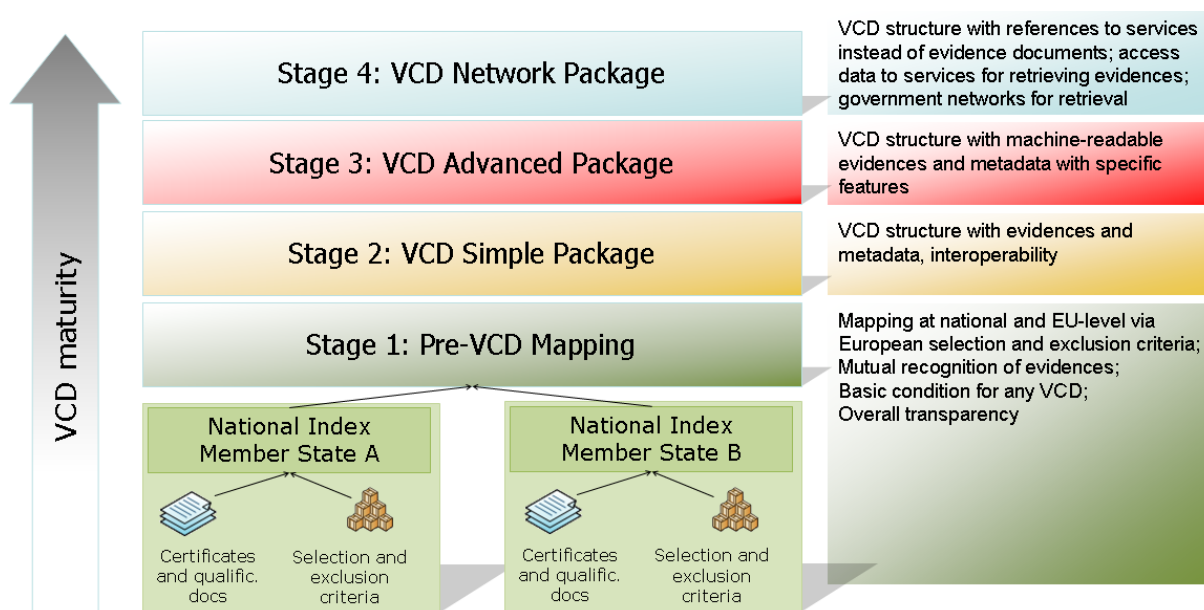 VCD maturity
Stage 4: VCD Network Package
VCD structure with references to services
instead of evidence documents; access
data to services for retrieving evidences;
government networks for retrieval
Stage 3: VCD Advanced Package
VCD structure with machine-readable
evidences and metadata with specific
features
Stage 2: VCD Simple Package
VCD structure with evidences and
metadata, interoperability
Stage 1: Pre-VCD Mapping
Mapping at national and EU-level via
European selection and exclusion criteria;
Mutual recognition of evidences;
Basic condition for any VCD;
Overall transparency
National Index
Member State A
Certificates
and qualific.
docs
Selection and
exclusion
criteria
National Index
Member State B
Certificates
and qualific.
docs
Selection and
exclusion
criteria